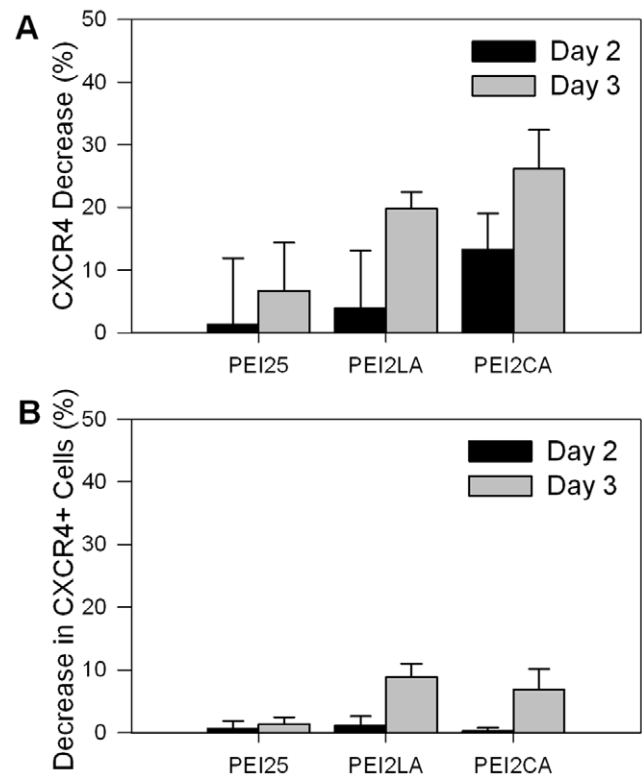 A
CXCR4 Decrease (%)
50
40
30
20
10
0
Day 2
Day 3
PEI25 PEI2LA PEI2CA
B
Decrease in CXCR4+ Cells (%)
50
40
30
20
10
0
Day 2
Day 3
PEI25 PEI2LA PEI2CA